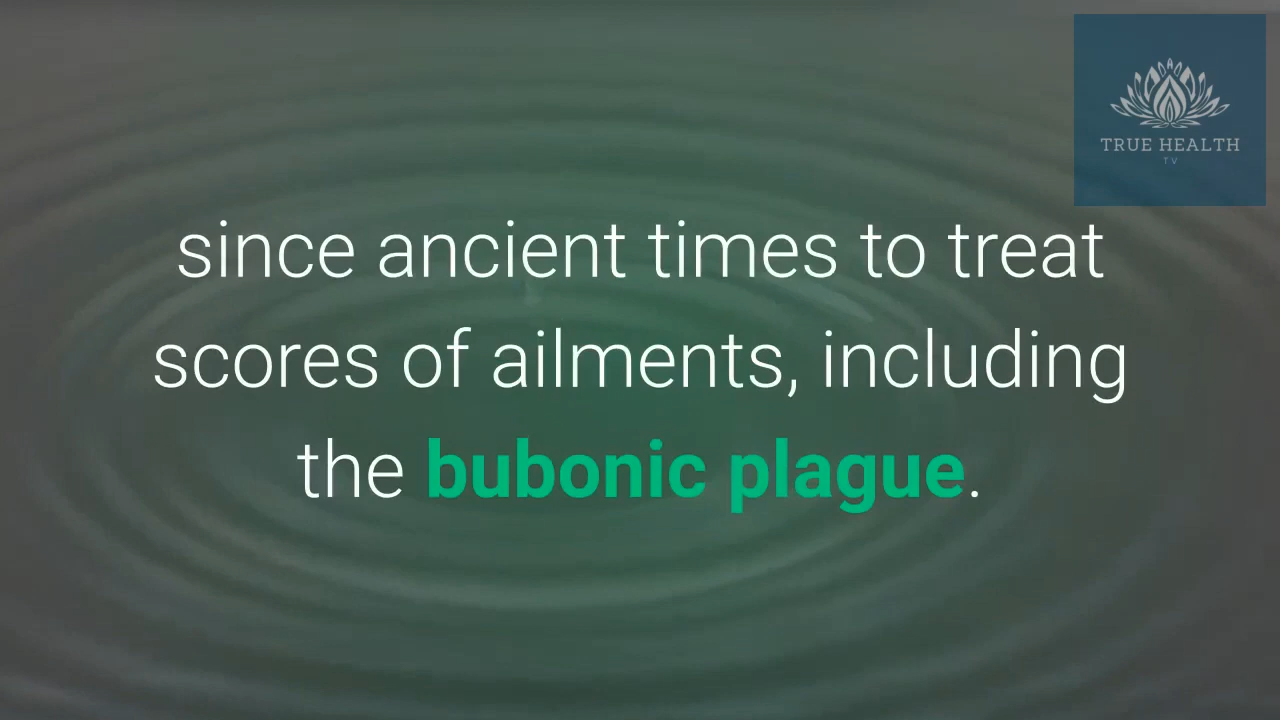 TRUE HEALTH
TV
since ancient times to treat
scores of ailments, including
the bubonic plague.